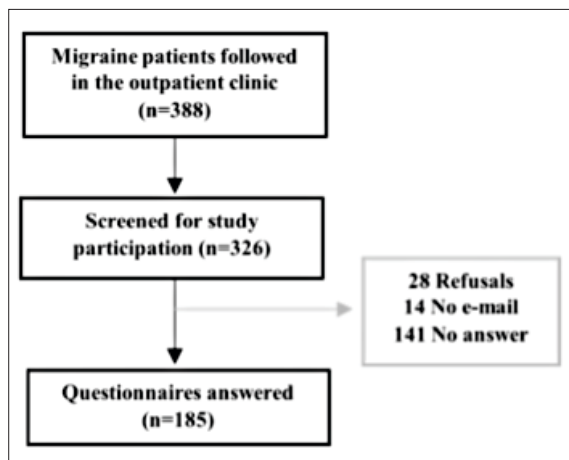 Migraine patients followed
in the outpatient clinic
(n=388)
Screened for study
participation (n=326)
28 Refusals
14 No e-mail
141 No answer
Questionnaires answered
(n=185)